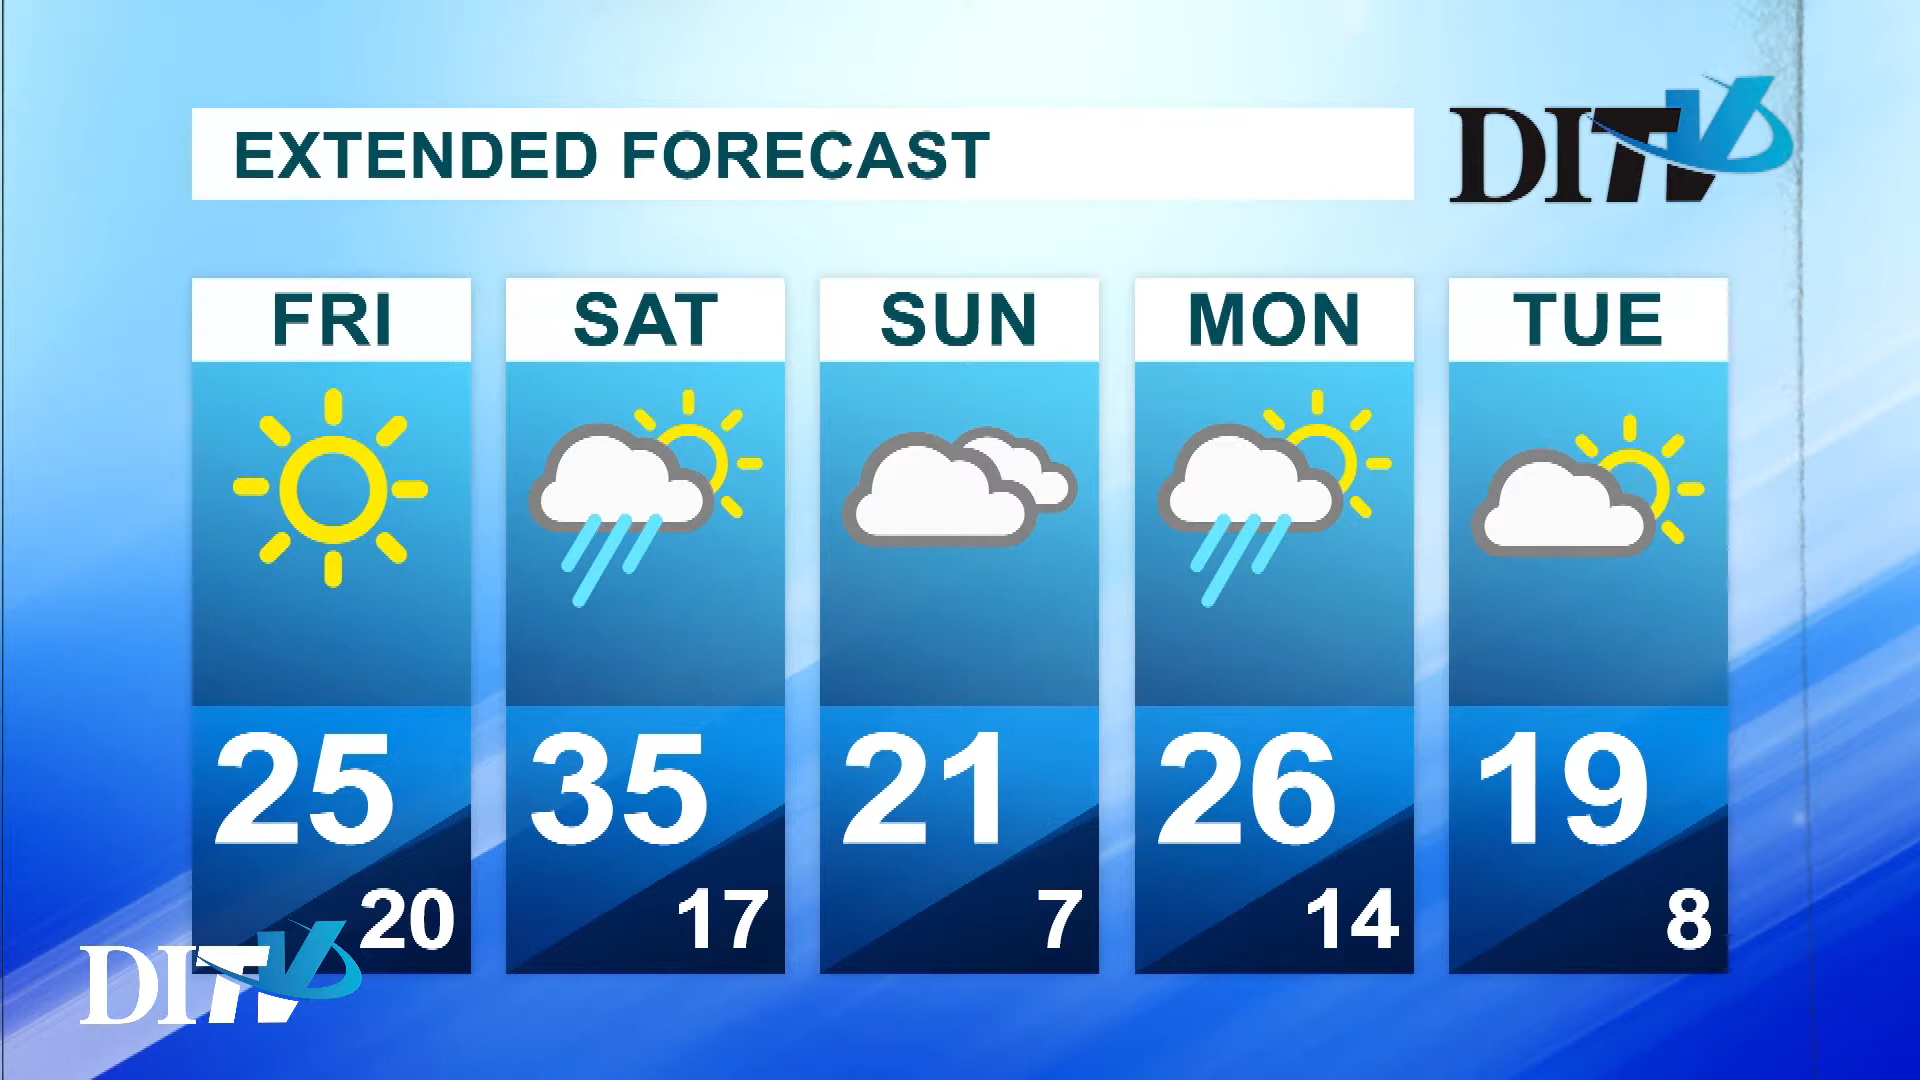 EXTENDED FORECAST
DITV
FRI
SAT
SUN
MON
TUE
25
35
21
26
19
20
17
7
14
8
DITV